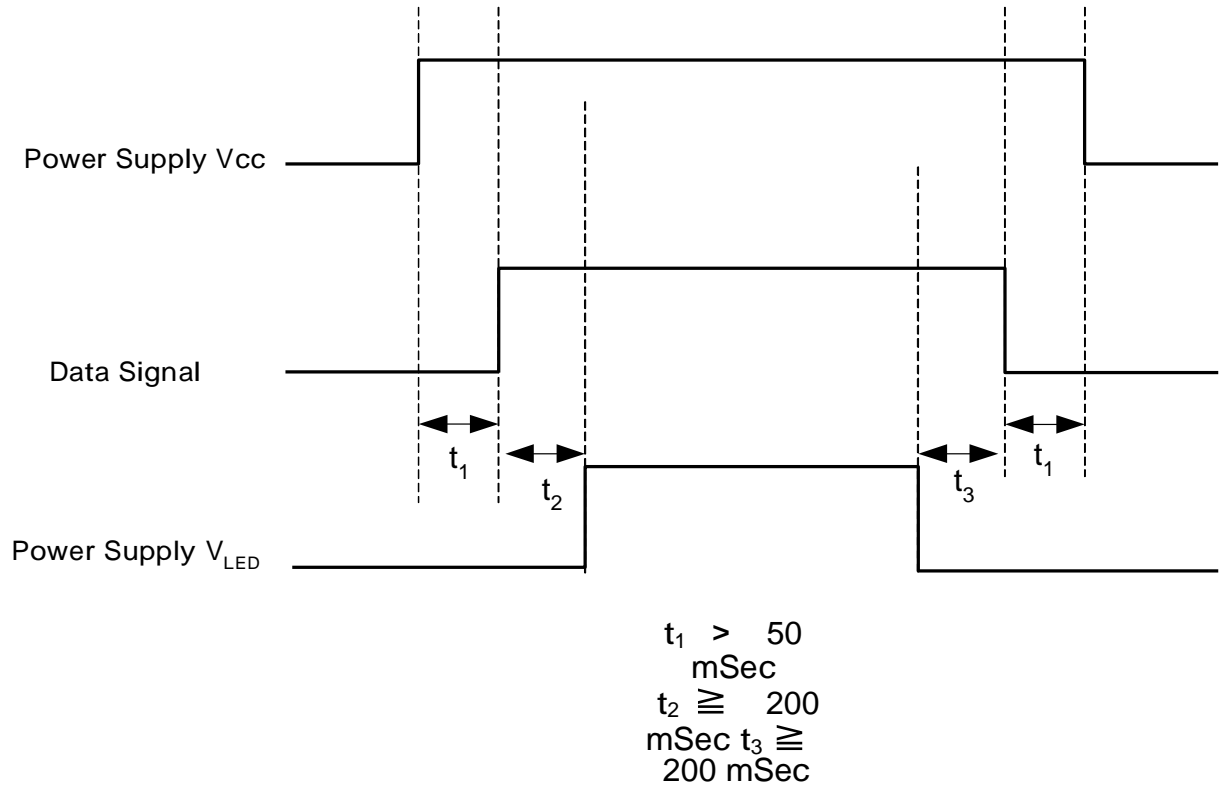 Power Supply Vcc
Data Signal
t₁
t₂
t₃
t₁
Power Supply V_LED
t₁ > 50
mSec
t₂ ≧ 200
mSec t₃ ≧
200 mSec